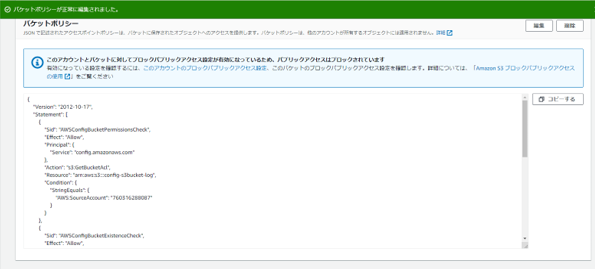 バケットポリシーが正常に編集されました。
バケットポリシー
編集
削除
JSON で記述されたアクセスポイントポリシーは、バケットに保存されたオブジェクトへのアクセスを提供します。バケットポリシーは、他のアカウントが所有するオブジェクトには適用されません。詳細
このアカウントとバケットに対してブロックパブリックアクセス設定が有効になっているため、パブリックアクセスはブロックされています
有効になっている設定を確認するには、このアカウントのブロックパブリックアクセス設定、このバケットのブロックパブリックアクセス設定を確認します。詳細については、「Amazon S3 ブロックパブリックアクセス
の使用 」をご覧ください
コピーする
{
"Version": "2012-10-17",
"Statement": [
{
"Sid": "AWSConfigBucketPermissionsCheck",
"Effect": "Allow",
"Principal": {
"Service": "config.amazonaws.com"
},
"Action": "s3:GetBucketAcl",
"Resource": "arn:aws:s3:::config-s3bucket-log",
"Condition": {
"StringEquals": {
"AWS:SourceAccount": "760316288087"
}
}
},
{
"Sid": "AWSConfigBucketExistenceCheck",
"Effect": "Allow",